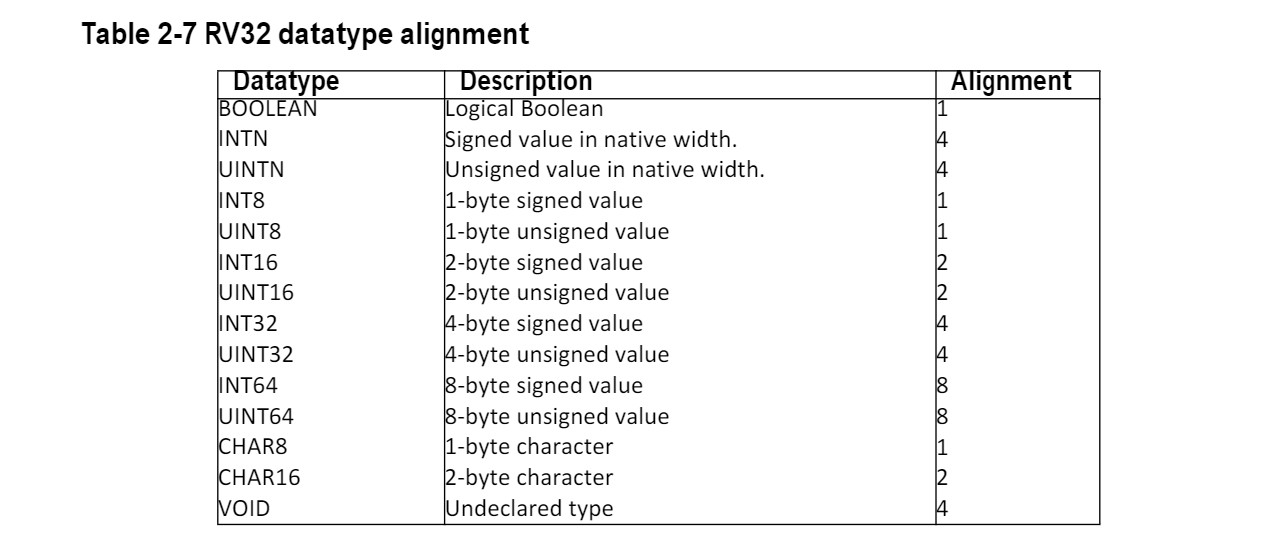 Table 2-7 RV32 datatype alignment
Datatype Description Alignment
BOOLEAN Logical Boolean 1
INTN Signed value in native width. 4
UINTN Unsigned value in native width. 4
INT8 1-byte signed value 1
UINT8 1-byte unsigned value 1
INT16 2-byte signed value 2
UINT16 2-byte unsigned value 2
INT32 4-byte signed value 4
UINT32 4-byte unsigned value 4
INT64 8-byte signed value 8
UINT64 8-byte unsigned value 8
CHAR8 1-byte character 1
CHAR16 2-byte character 2
VOID Undeclared type 4